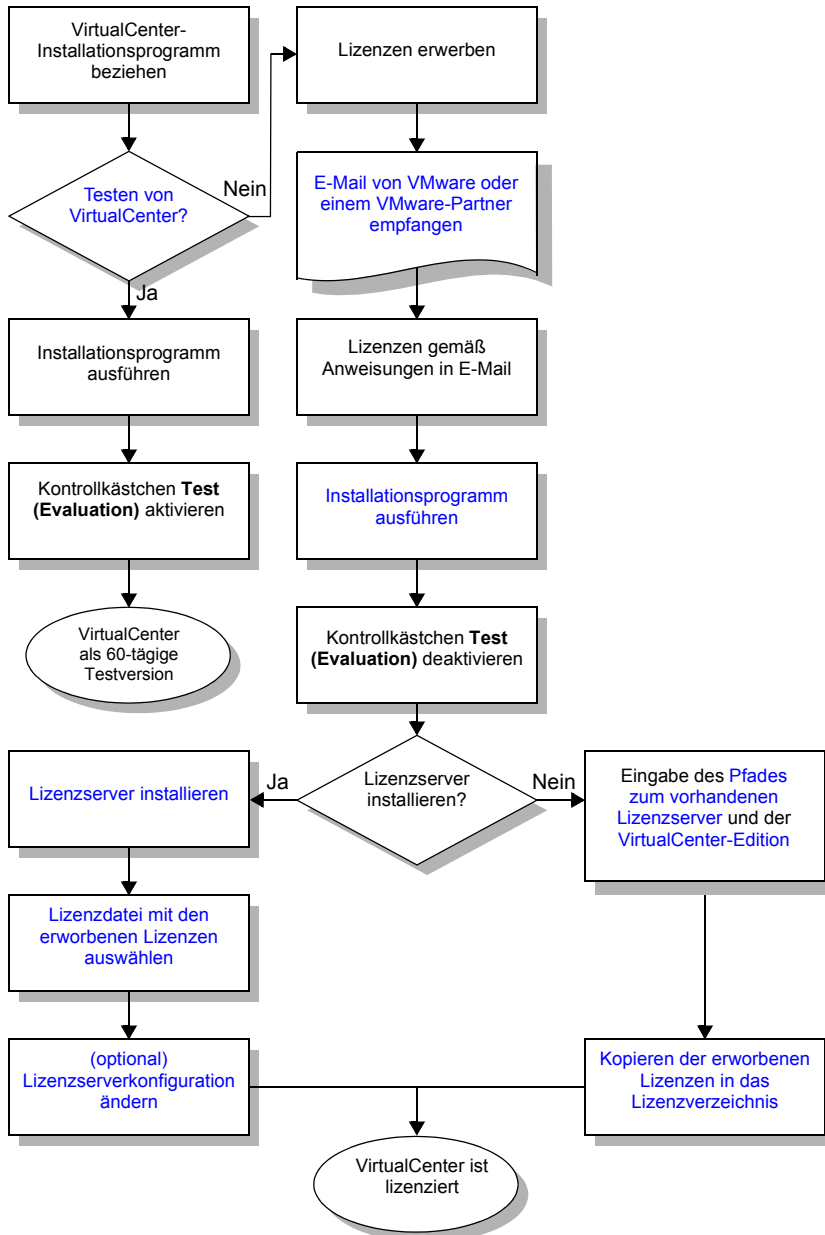 VirtualCenter-
Installationsprogramm
beziehen
Lizenzen erwerben
Testen von
VirtualCenter?
Nein
E-Mail von VMware oder
einem VMware-Partner
empfangen
Ja
Installationsprogramm
ausführen
Lizenzen gemäß
Anweisungen in E-Mail
Kontrollkästchen Test
(Evaluation) aktivieren
Installationsprogramm
ausführen
VirtualCenter
als 60-tägige
Testversion
Kontrollkästchen Test
(Evaluation) deaktivieren
Lizenzserver installieren
Ja
Lizenzserver
installieren?
Nein
Eingabe des Pfades
zum vorhandenen
Lizenzserver und der
VirtualCenter-Edition
Lizenzdatei mit den
erworbenen Lizenzen
auswählen
(optional)
Lizenzserverkonfiguration
ändern
Kopieren der erworbenen
Lizenzen in das
Lizenzverzeichnis
VirtualCenter ist
lizenziert